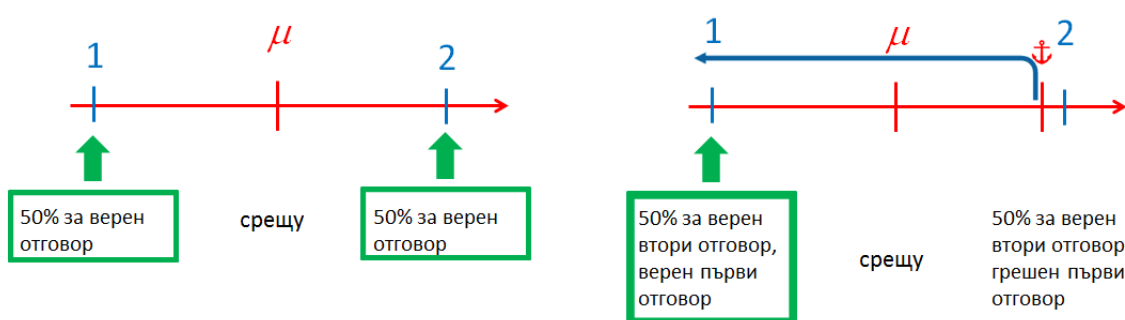 1
μ
2
50% за верен
отговор
срещу
50% за верен
отговор
1
μ
2
50% за верен
втори отговор,
верен първи
отговор
срещу
50% за верен
втори отговор
грешен първи
отговор